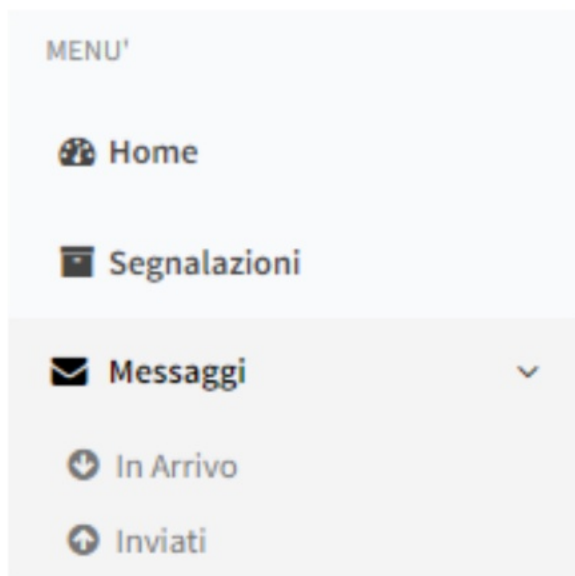 MENU'
Home
Segnalazioni
Messaggi
In Arrivo
Inviati